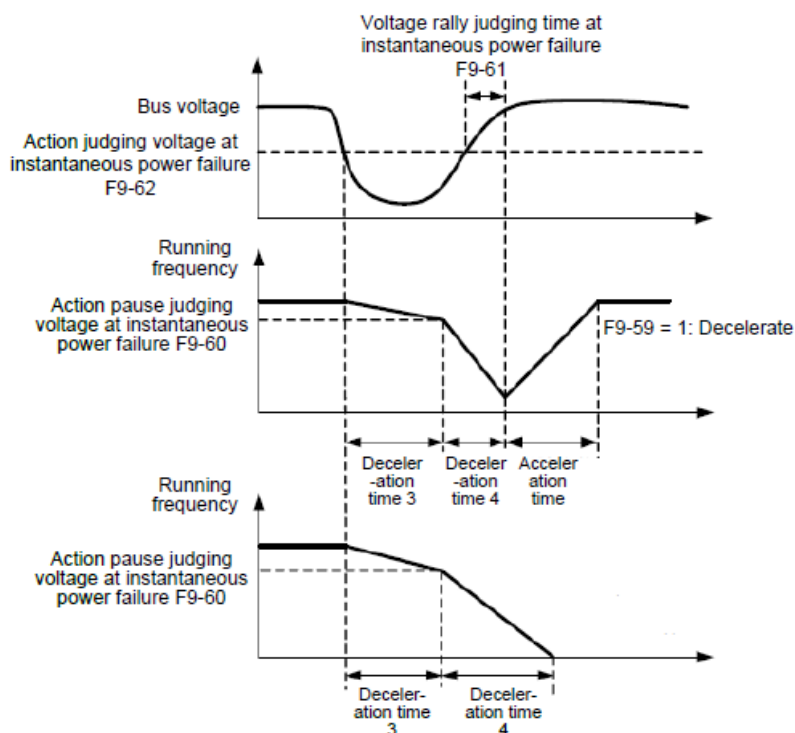 Voltage rally judging time at
instantaneous power failure
F9-61
Bus voltage
Action judging voltage at
instantaneous power failure
F9-62
Running
frequency
Action pause judging
voltage at instantaneous
power failure F9-60
F9-59 = 1: Decelerate
Deceler
-ation
time 3
Deceler
-ation
time 4
Acceler
ation
time
Running
frequency
Action pause judging
voltage at instantaneous
power failure F9-60
Deceler-
ation time
3
Deceler-
ation time
4